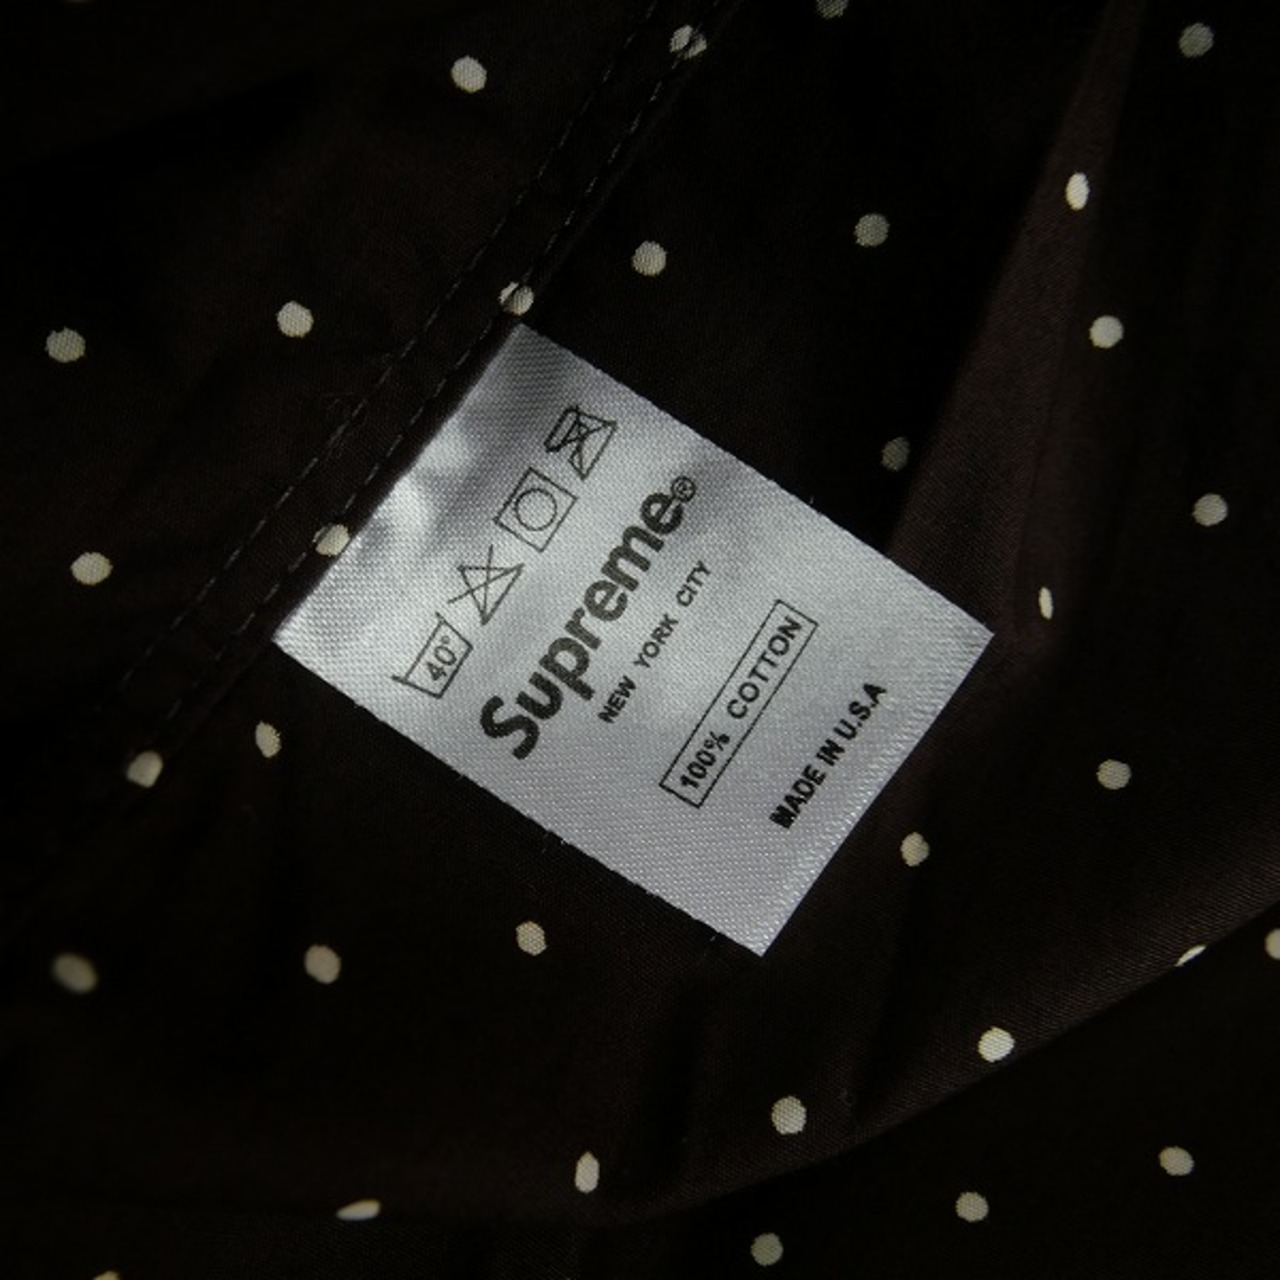 40°
Supreme®
NEW YORK CITY
100% COTTON
MADE IN U.S.A